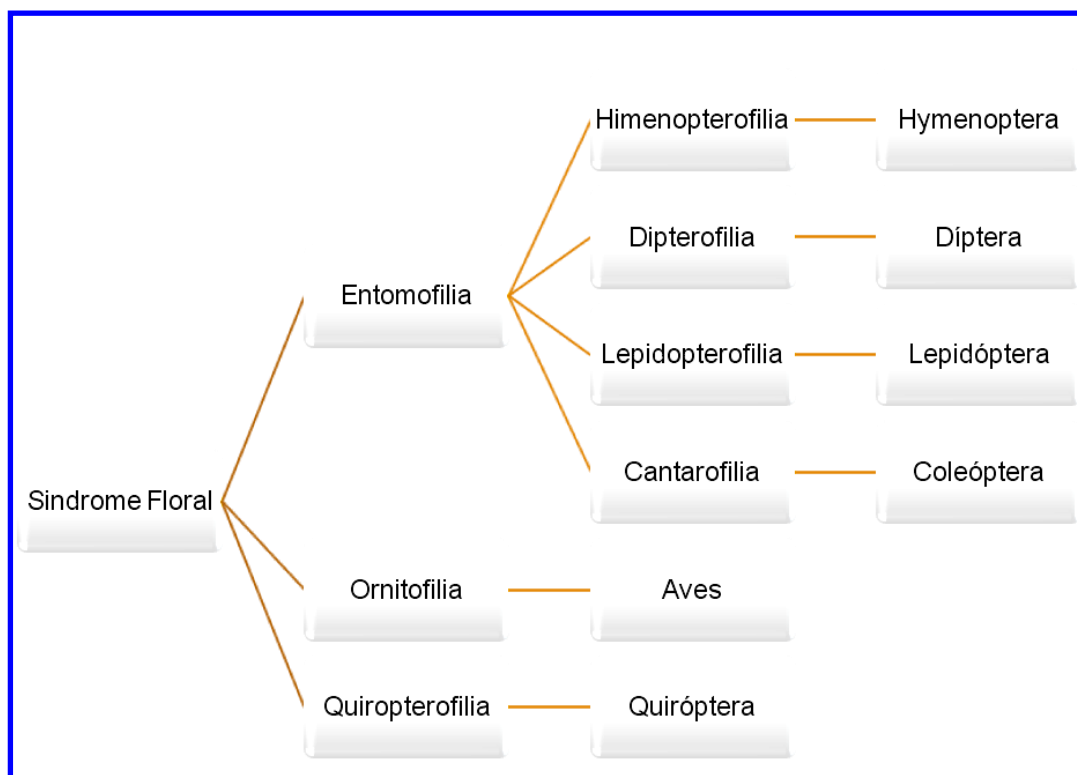 Himenopterofilia
Hymenoptera
Dipterofilia
Díptera
Entomofilia
Lepidopterofilia
Lepidóptera
Cantarofilia
Coleóptera
Sindrome Floral
Ornitofilia
Aves
Quiropterofilia
Quiróptera